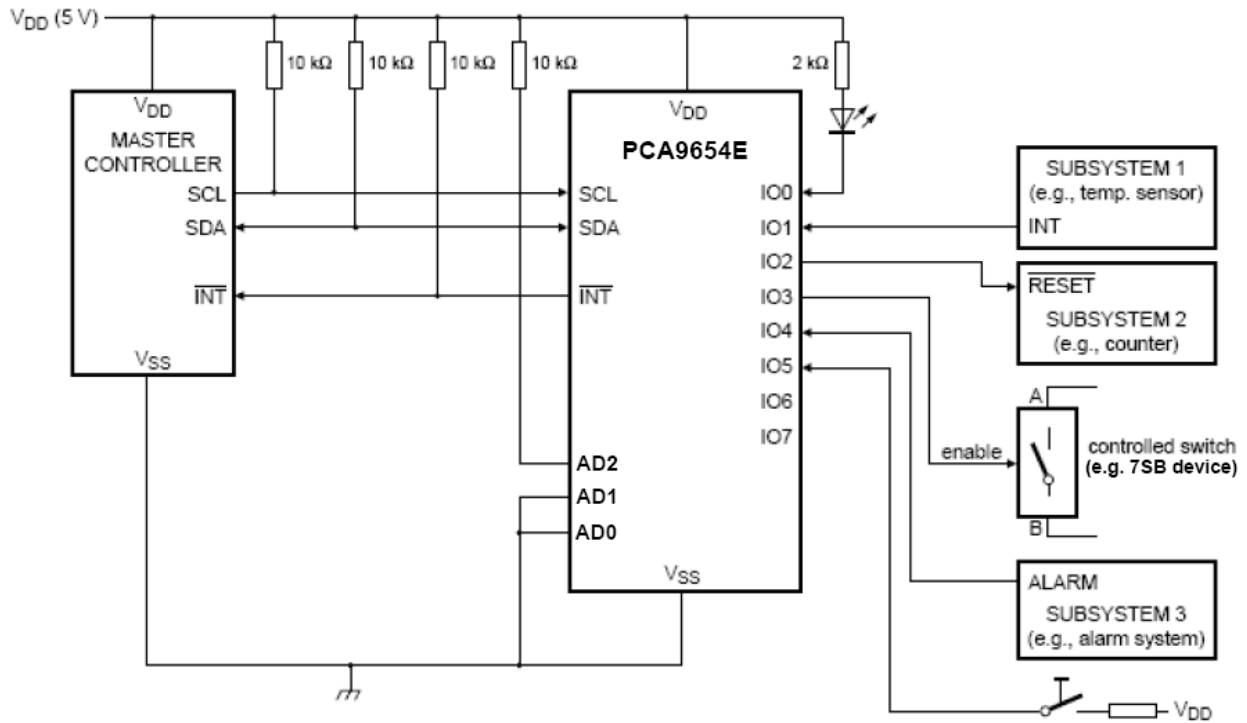 VDD (5 V)
10 kΩ
10 kΩ
10 kΩ
10 kΩ
2 kΩ
VDD
MASTER
CONTROLLER
SCL
SDA
INT
VSS
VDD
PCA9654E
SCL
SDA
INT
AD2
AD1
AD0
VSS
IO0
IO1
IO2
IO3
IO4
IO5
IO6
IO7
SUBSYSTEM 1
(e.g., temp. sensor)
INT
RESET
SUBSYSTEM 2
(e.g., counter)
A
enable
controlled switch
(e.g. 7SB device)
B
ALARM
SUBSYSTEM 3
(e.g., alarm system)
VDD